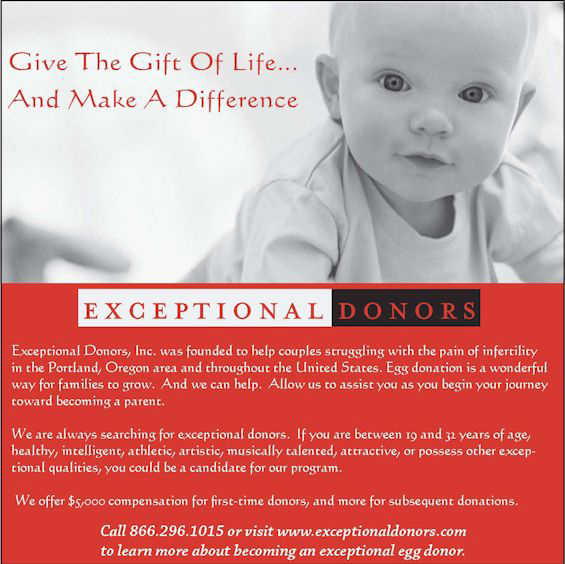 Give The Gift Of Life...
And Make A Difference
EXCEPTIONAL DONORS
Exceptional Donors, Inc. was founded to help couples struggling with the pain of infertility
in the Portland, Oregon area and throughout the United States. Egg donation is a wonderful
way for families to grow. And we can help. Allow us to assist you as you begin your journey
toward becoming a parent.
We are always searching for exceptional donors. If you are between 19 and 32 years of age,
healthy, intelligent, athletic, artistic, musically talented, attractive, or possess other excep-
tional qualities, you could be a candidate for our program.
We offer $5,000 compensation for first-time donors, and more for subsequent donations.
Call 866.296.1015 or visit www.exceptionaldonors.com
to learn more about becoming an exceptional egg donor.